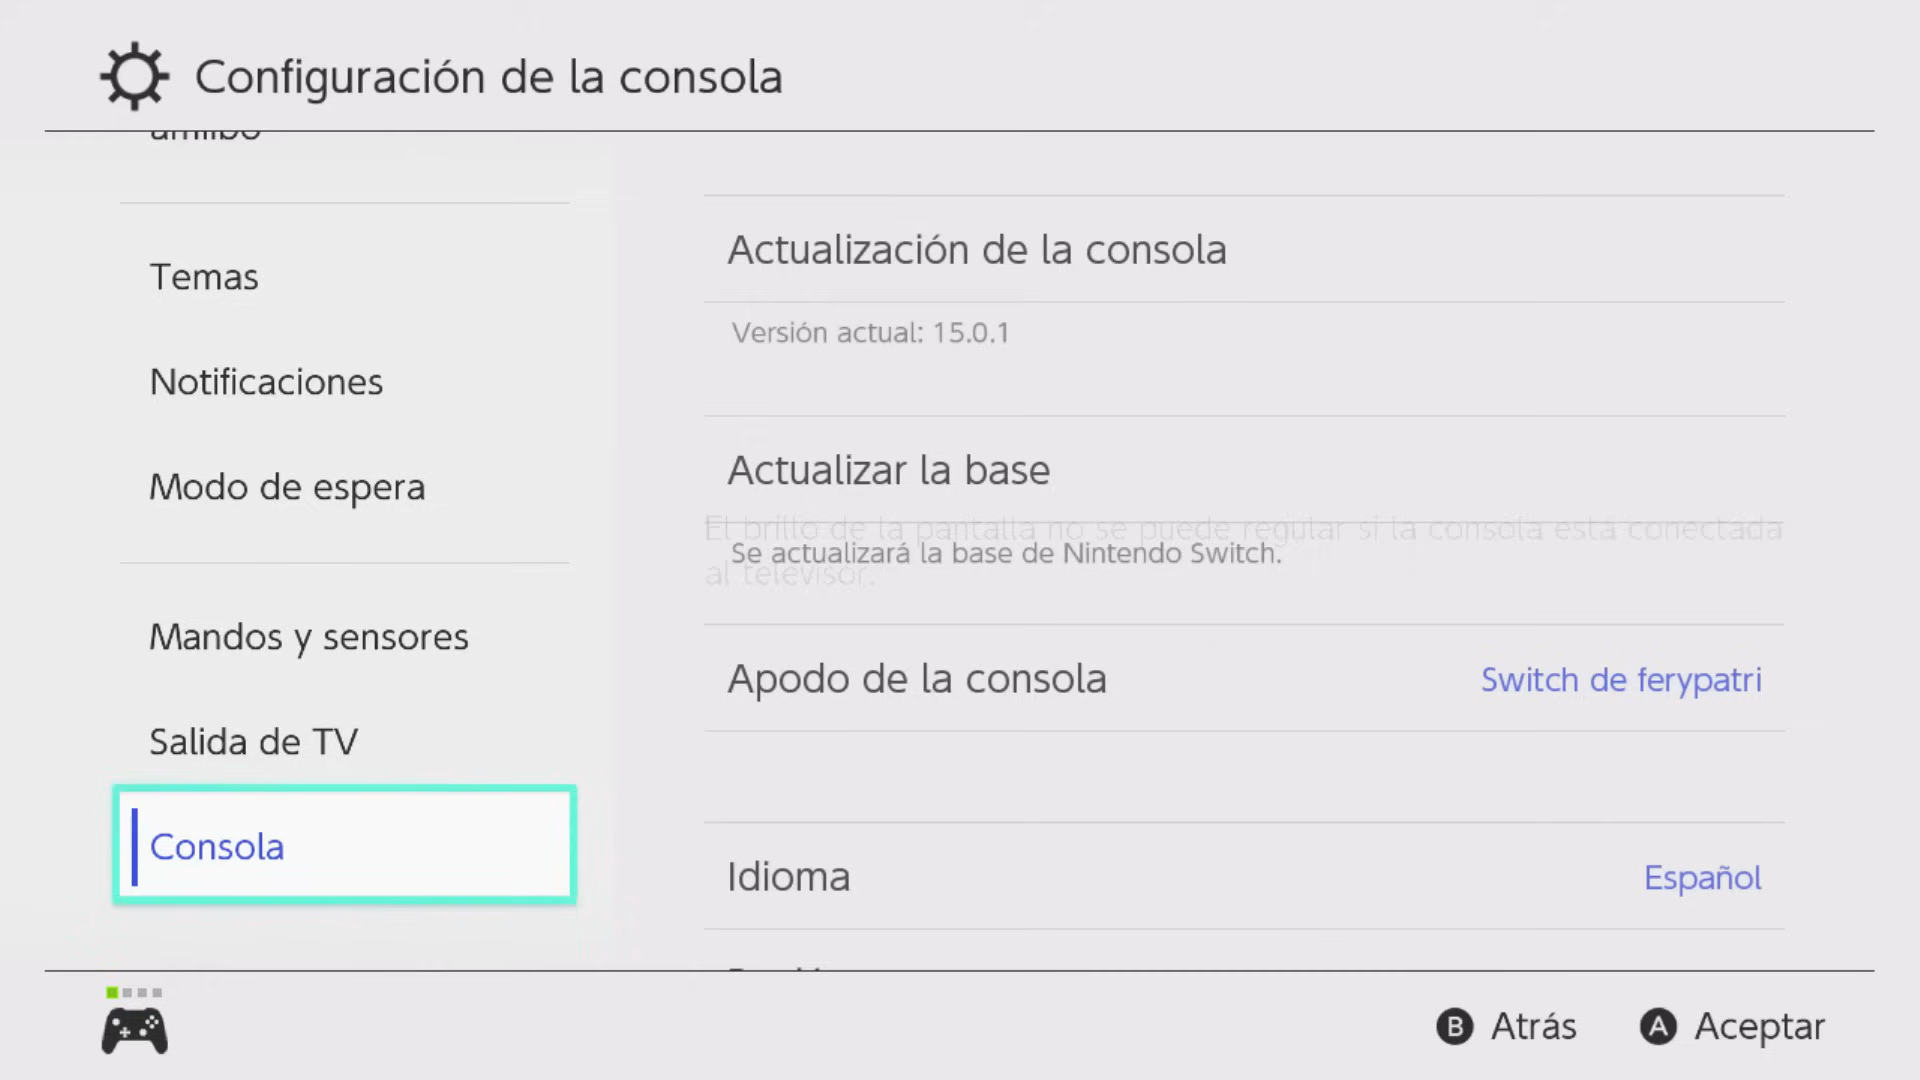 Configuración de la consola
amiibo
Temas
Notificaciones
Modo de espera
Mandos y sensores
Salida de TV
Consola
Actualización de la consola
Versión actual: 15.0.1
Actualizar la base
El brillo de la pantalla no se puede regular si la consola está conectada
al televisor.
Se actualizará la base de Nintendo Switch.
Apodo de la consola
Switch de ferypatri
Idioma
Español
B Atrás
A Aceptar